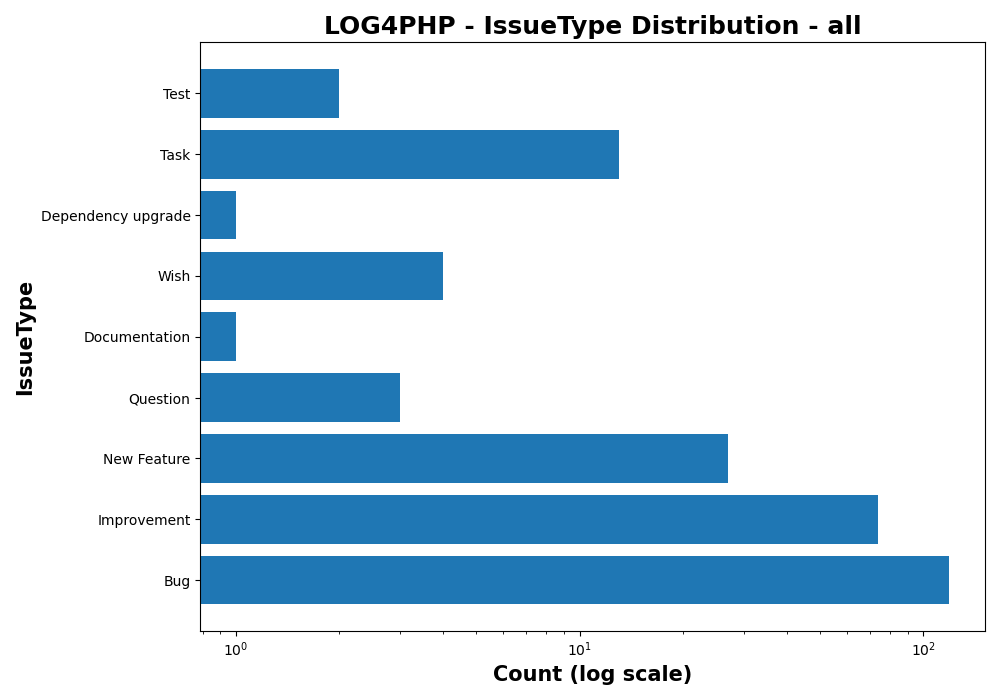 LOG4PHP - IssueType Distribution - all
Test
Task
Dependency upgrade
Wish
Documentation
Question
New Feature
Improvement
Bug
IssueType
10⁰ 10¹ 10²
Count (log scale)